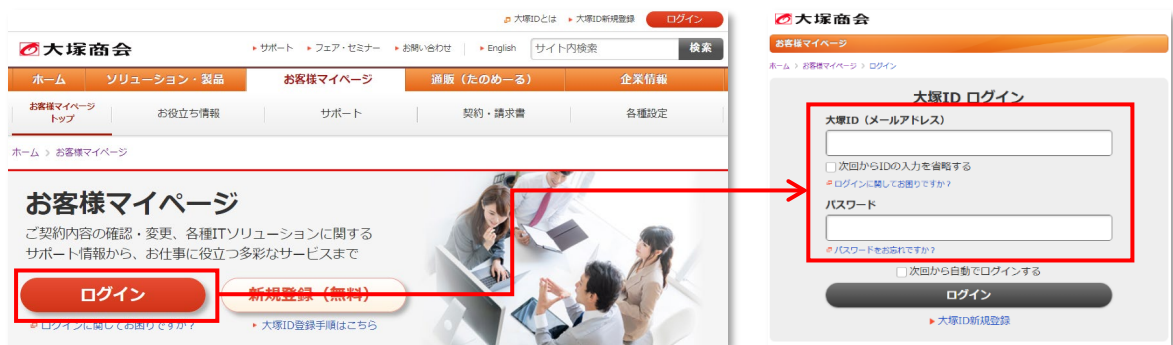 大塚IDとは 大塚ID新規登録 ログイン
大塚商会 サポート フェア・セミナー お問い合わせ English サイト内検索 検索
ホーム ソリューション・製品 お客様マイページ 通販（たのめーる） 企業情報
お客様マイページ
トップ お役立ち情報 サポート 契約・請求書 各種設定
ホーム > お客様マイページ
お客様マイページ
ご契約内容の確認・変更、各種ITソリューションに関する
サポート情報から、お仕事に役立つ多彩なサービスまで
ログイン 新規登録（無料）
ログインに関してお困りですか？ 大塚ID登録手順はこちら
大塚商会
お客様マイページ
ホーム > お客様マイページ > ログイン
大塚ID ログイン
大塚ID（メールアドレス）
次回からIDの入力を省略する
ログインに関してお困りですか？
パスワード
パスワードをお忘れですか？
次回から自動でログインする
ログイン
大塚ID新規登録